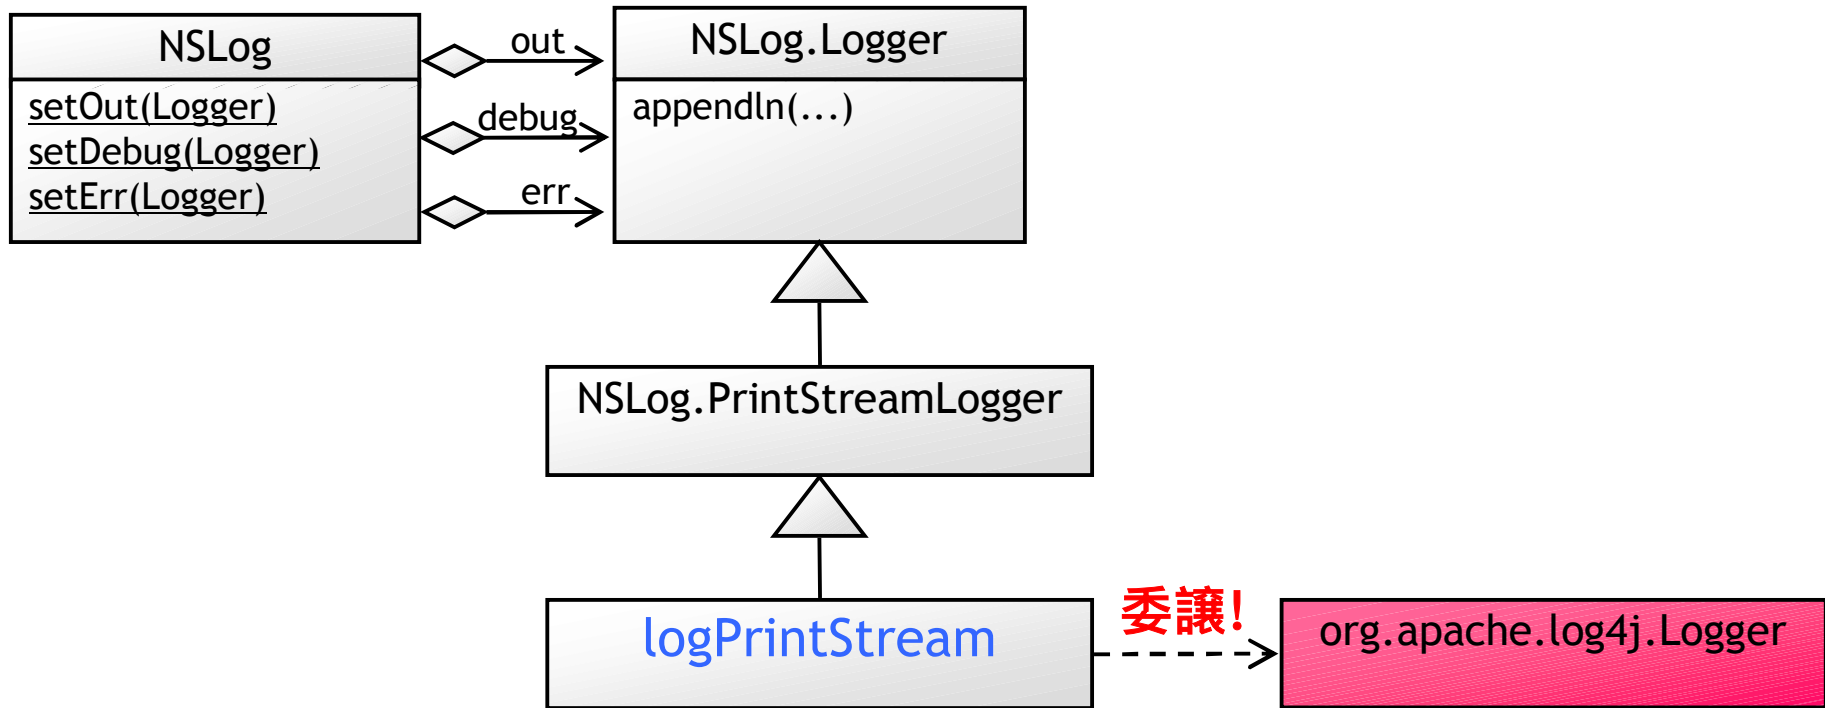 NSLog
out
NSLog.Logger
setOut(Logger)
debug
appendln(...)
setDebug(Logger)
setErr(Logger)
err
NSLog.PrintStreamLogger
logPrintStream
委譲!
org.apache.log4j.Logger